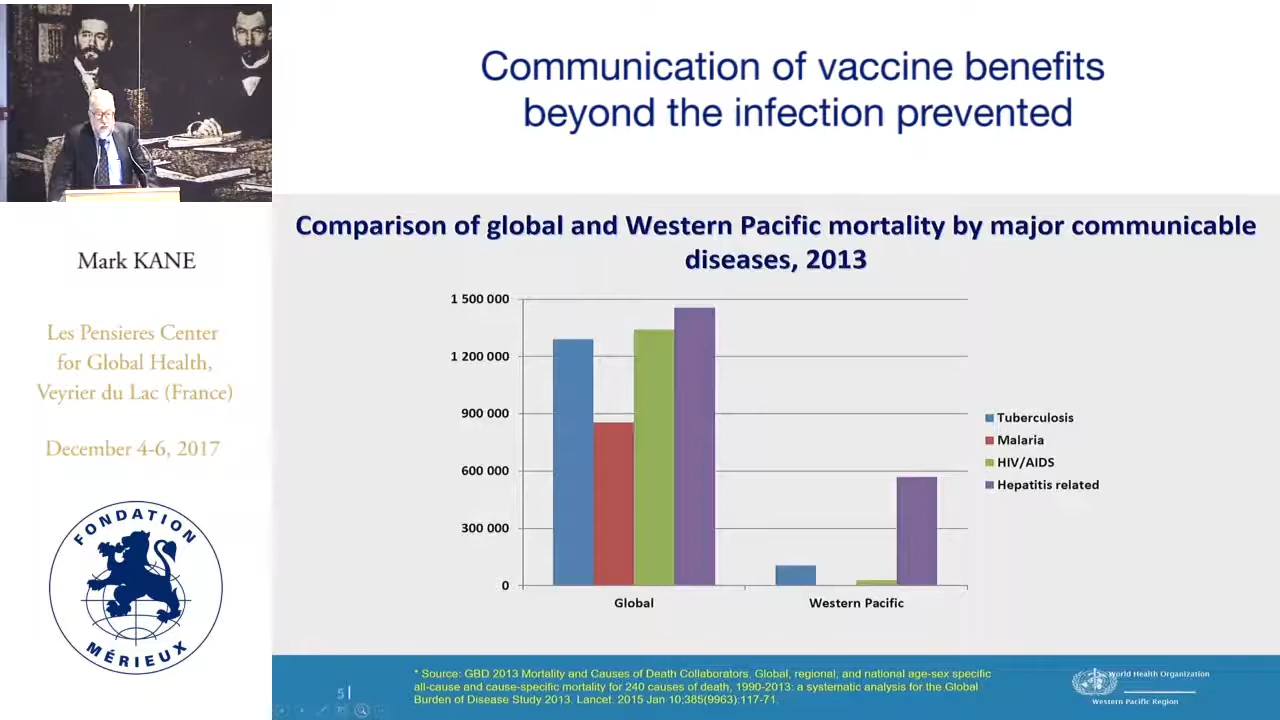 Communication of vaccine benefits
beyond the infection prevented
Mark KANE
Les Pensieres Center
for Global Health,
Veyrier du Lac (France)
December 4-6, 2017
FONDATION
MÉRIEUX
Comparison of global and Western Pacific mortality by major communicable
diseases, 2013
1 500 000
1 200 000
900 000
600 000
300 000
0
Global
Western Pacific
Tuberculosis
Malaria
HIV/AIDS
Hepatitis related
5
* Source: GBD 2013 Mortality and Causes of Death Collaborators. Global, regional, and national age-sex specific
all-cause and cause-specific mortality for 240 causes of death, 1990-2013: a systematic analysis for the Global
Burden of Disease Study 2013. Lancet. 2015 Jan 10;385(9963):117-71.
World Health Organization
Western Pacific Region